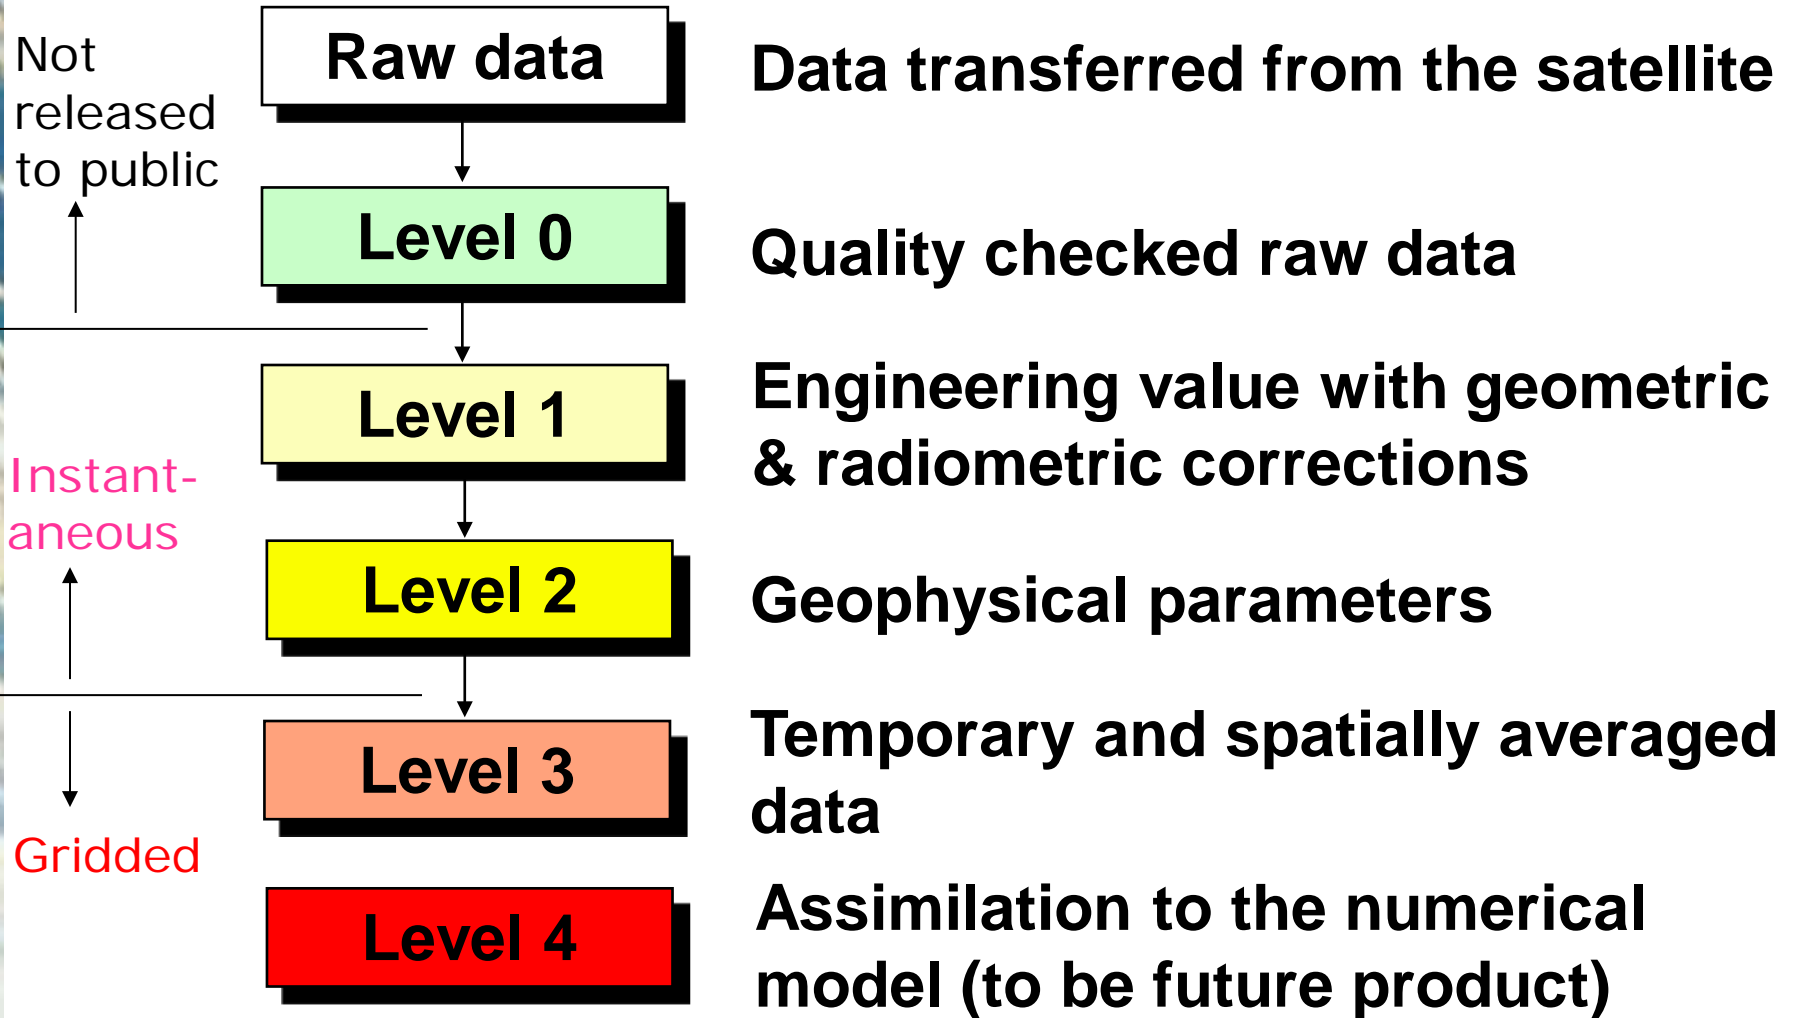 Not
released
to public
Raw data
Data transferred from the satellite
Level 0
Quality checked raw data
Level 1
Engineering value with geometric
& radiometric corrections
Instant-
aneous
Level 2
Geophysical parameters
Level 3
Temporary and spatially averaged
data
Gridded
Level 4
Assimilation to the numerical
model (to be future product)